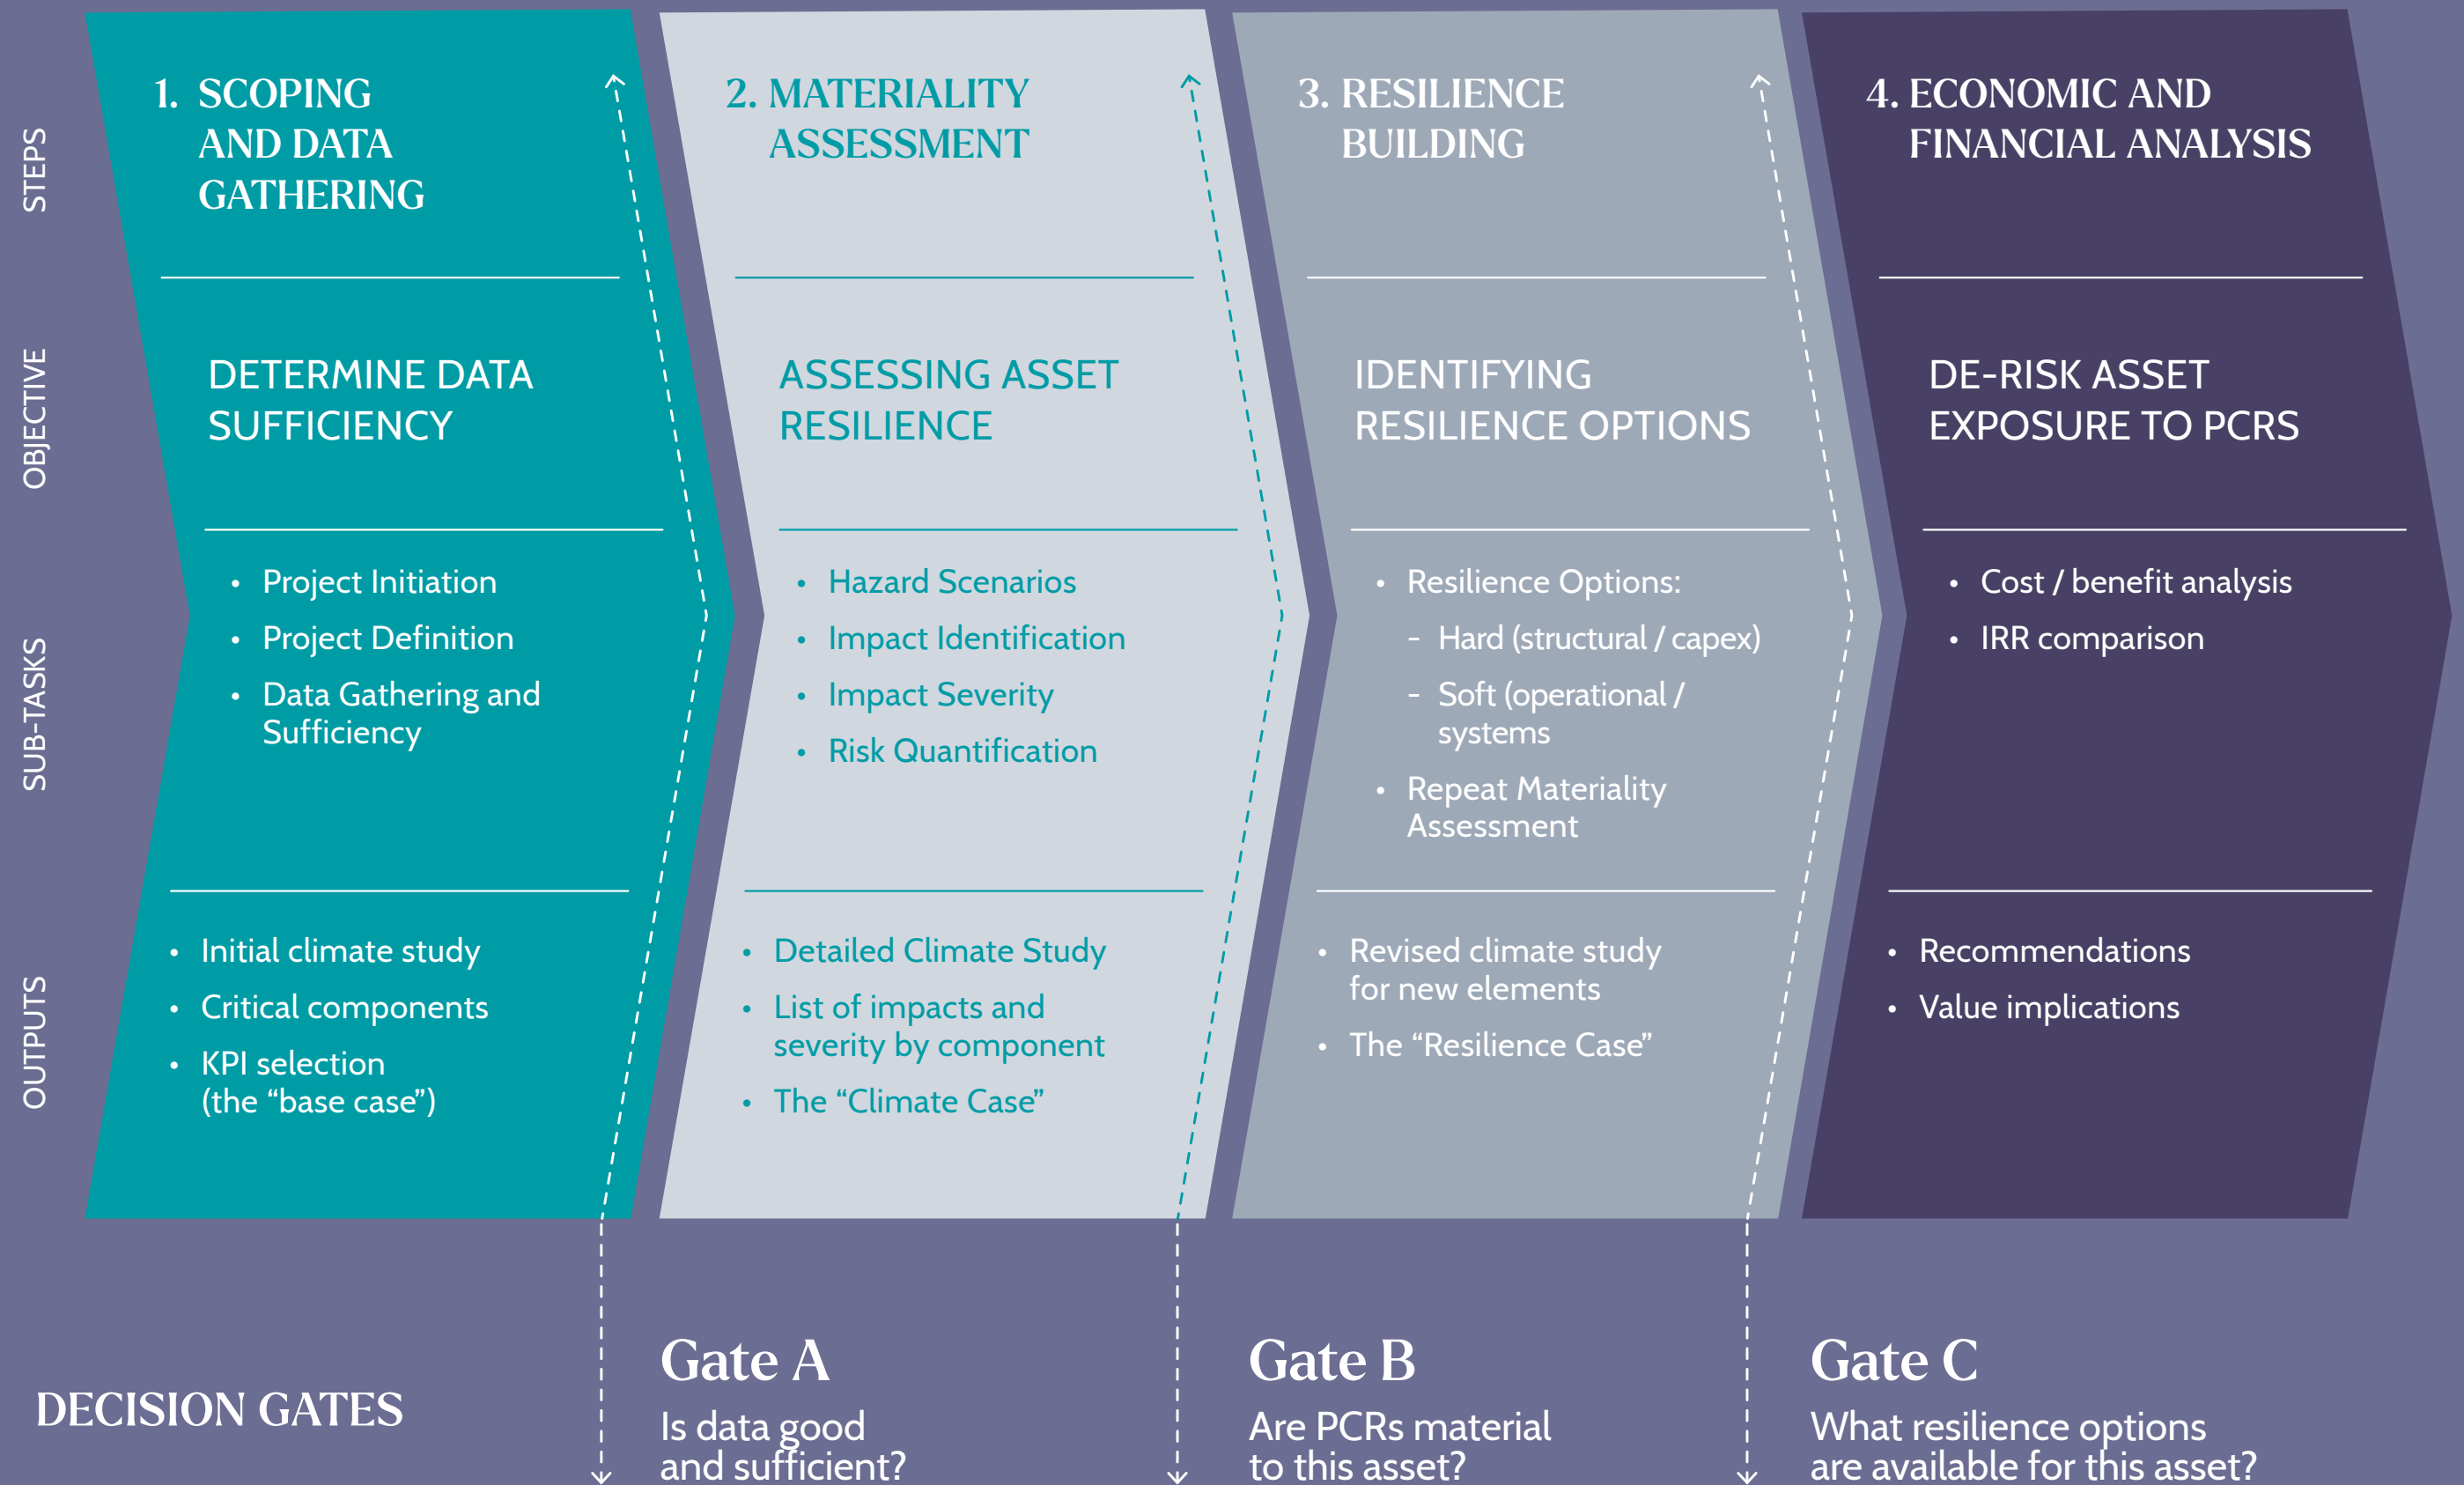 STEPS
1. SCOPING
AND DATA
GATHERING
2. MATERIALITY
ASSESSMENT
3. RESILIENCE
BUILDING
4. ECONOMIC AND
FINANCIAL ANALYSIS
OBJECTIVE
DETERMINE DATA
SUFFICIENCY
ASSESSING ASSET
RESILIENCE
IDENTIFYING
RESILIENCE OPTIONS
DE-RISK ASSET
EXPOSURE TO PCRS
SUB-TASKS
• Project Initiation
• Project Definition
• Data Gathering and
Sufficiency
• Hazard Scenarios
• Impact Identification
• Impact Severity
• Risk Quantification
• Resilience Options:
– Hard (structural / capex)
– Soft (operational /
systems
• Repeat Materiality
Assessment
• Cost / benefit analysis
• IRR comparison
OUTPUTS
• Initial climate study
• Critical components
• KPI selection
(the “base case”)
• Detailed Climate Study
• List of impacts and
severity by component
• The “Climate Case”
• Revised climate study
for new elements
• The “Resilience Case”
• Recommendations
• Value implications
DECISION GATES
Gate A
Is data good
and sufficient?
Gate B
Are PCRs material
to this asset?
Gate C
What resilience options
are available for this asset?